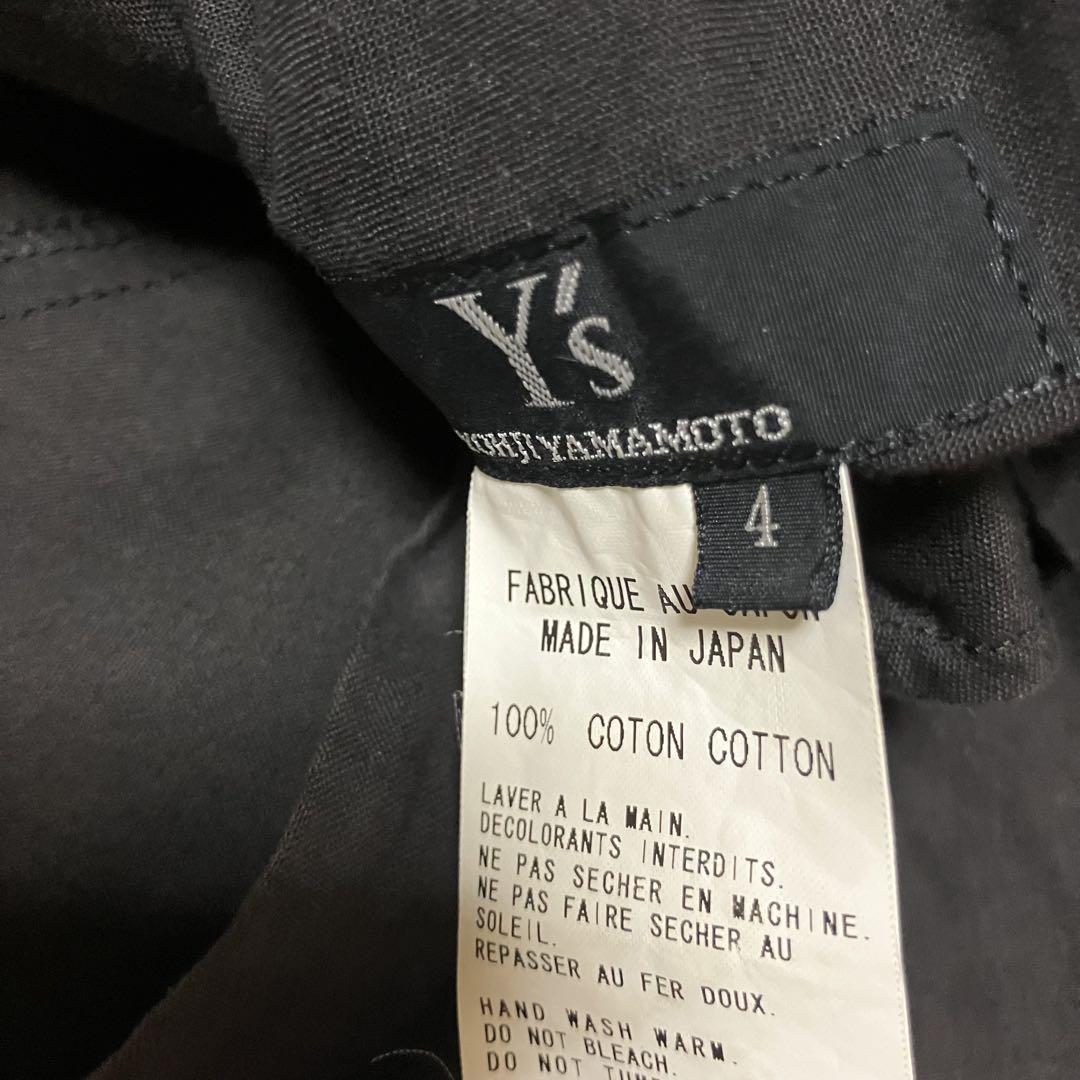 Y's
YOHJI YAMAMOTO
4
FABRIQUE AU JAPON
MADE IN JAPAN
100% COTON COTTON
LAVER A LA MAIN.
DECOLORANTS INTERDITS.
NE PAS SECHER EN MACHINE.
NE PAS FAIRE SECHER AU
SOLEIL.
REPASSER AU FER DOUX.
HAND WASH WARM.
DO NOT BLEACH.
DO NOT